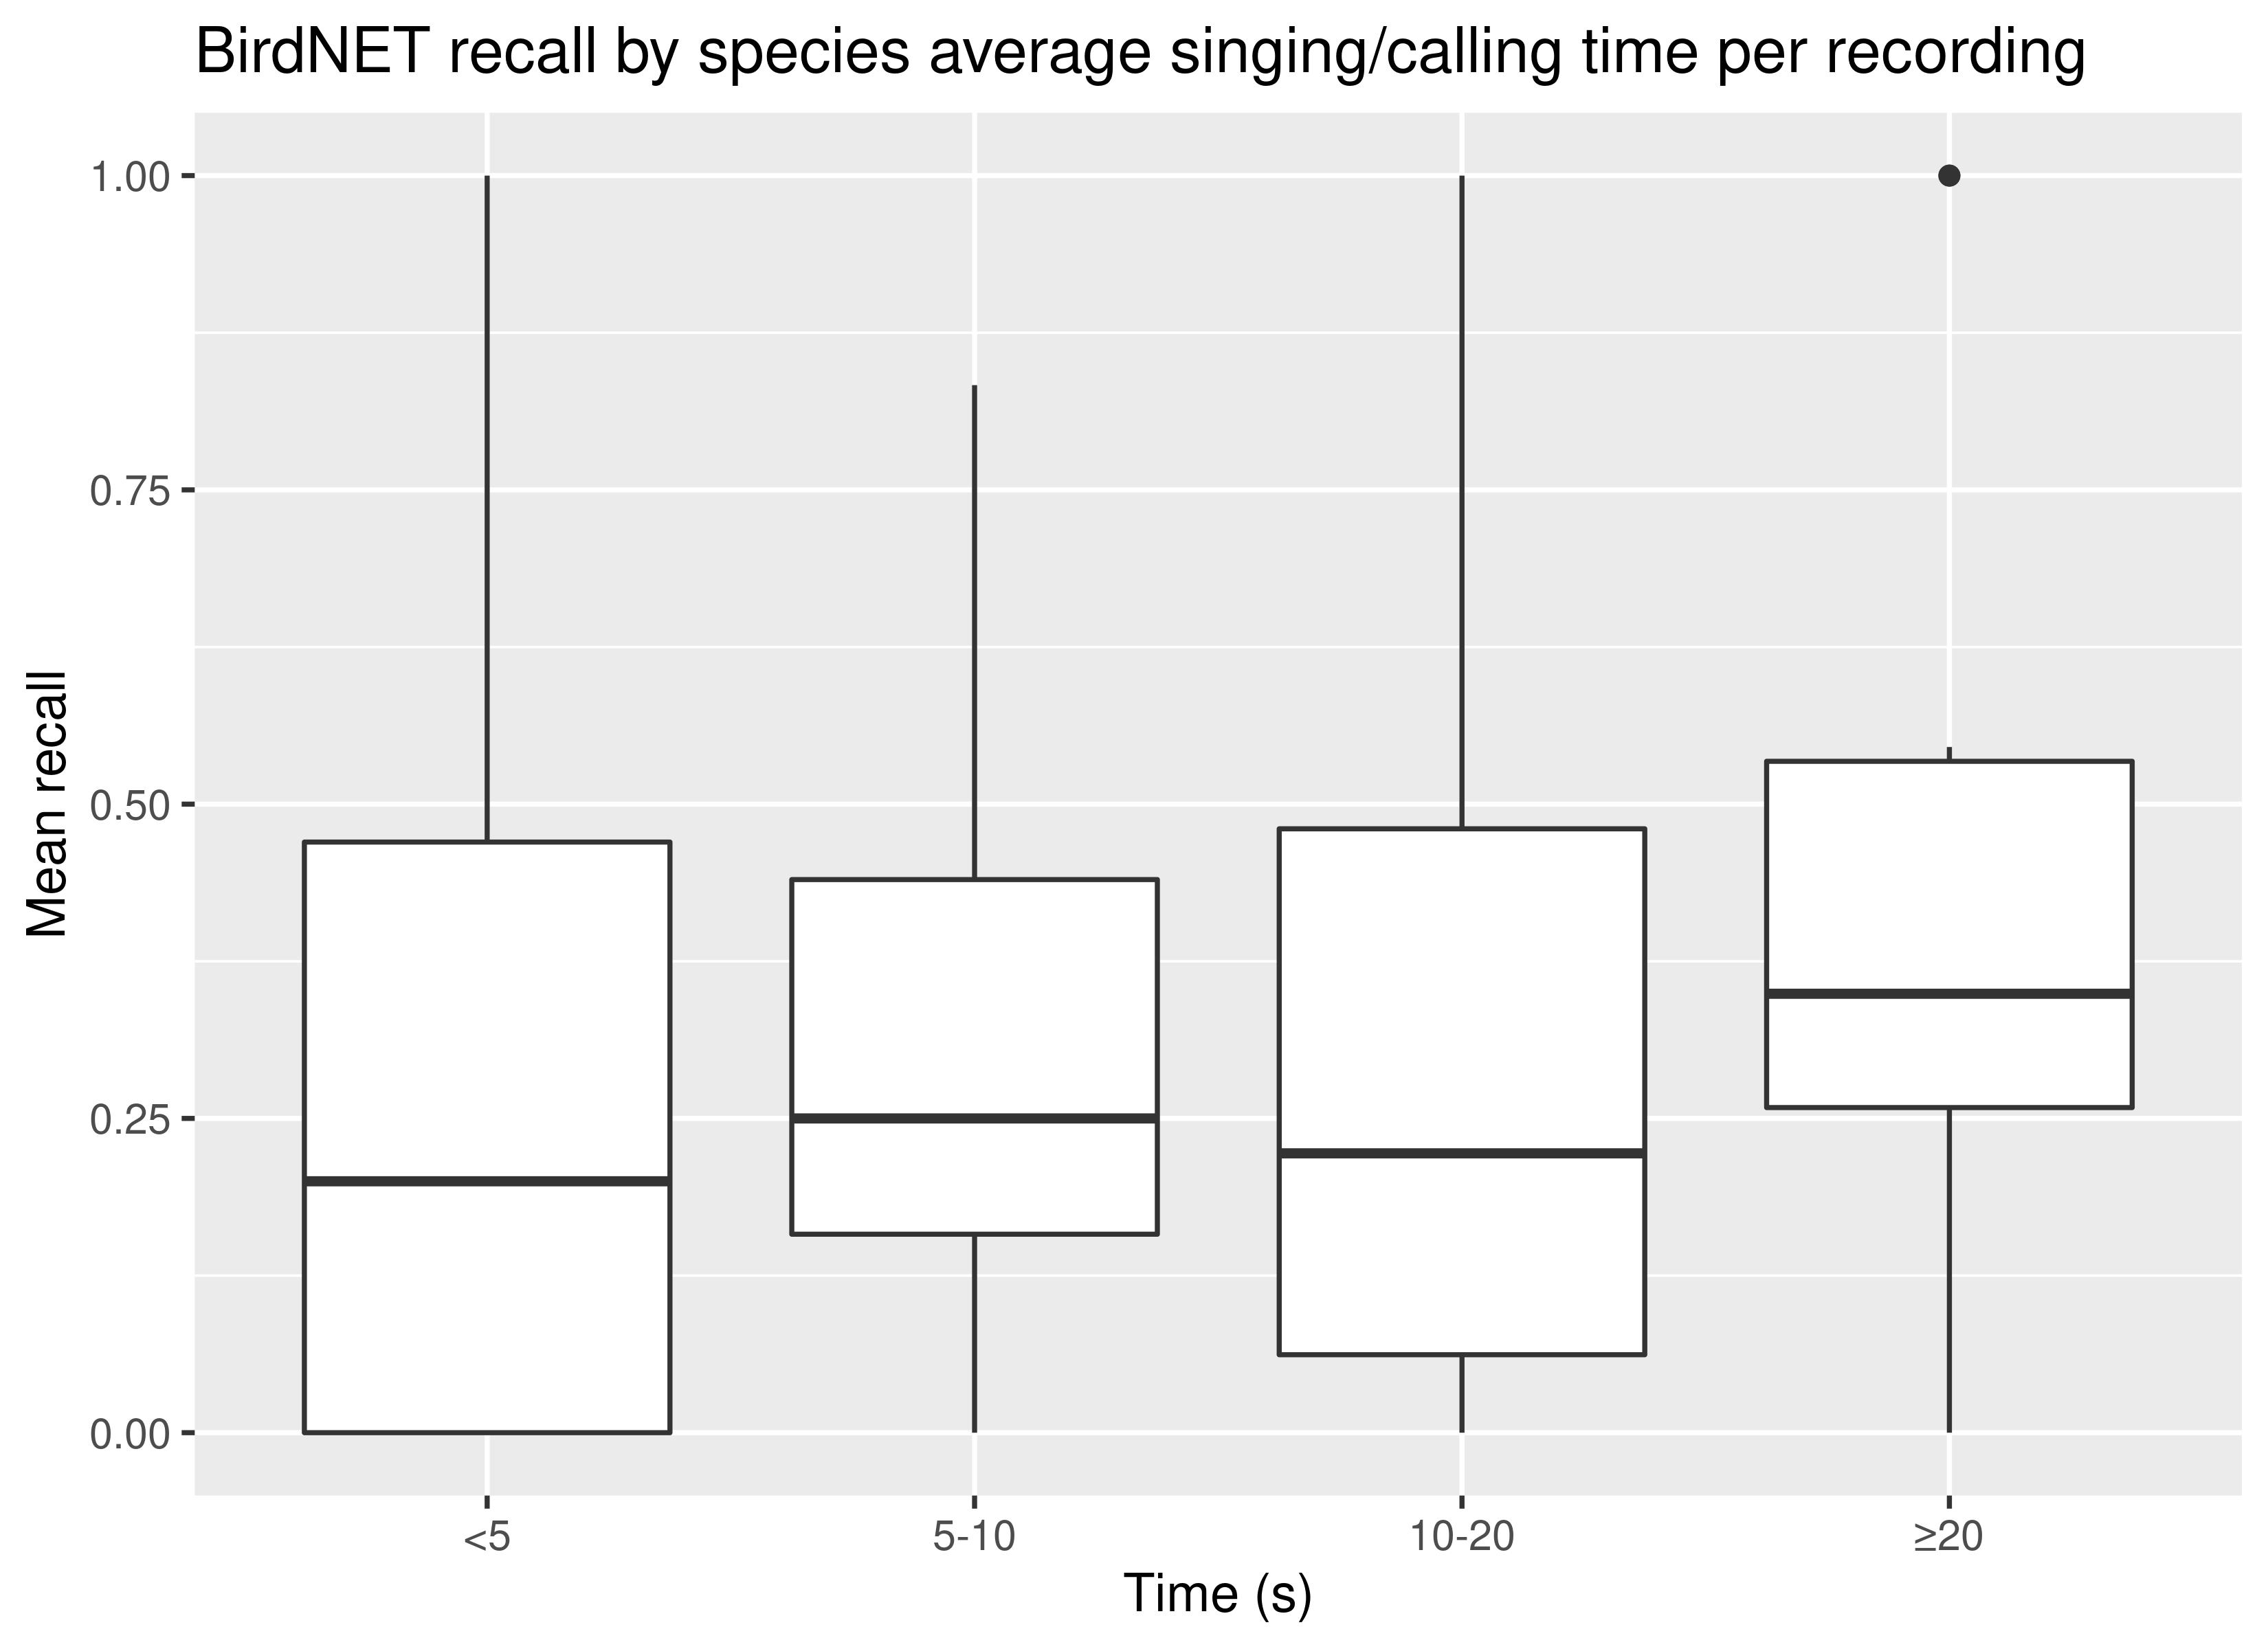 BirdNET recall by species average singing/calling time per recording
Mean recall
1.00
0.75
0.50
0.25
0.00
<5 5-10 10-20 ≥20
Time (s)